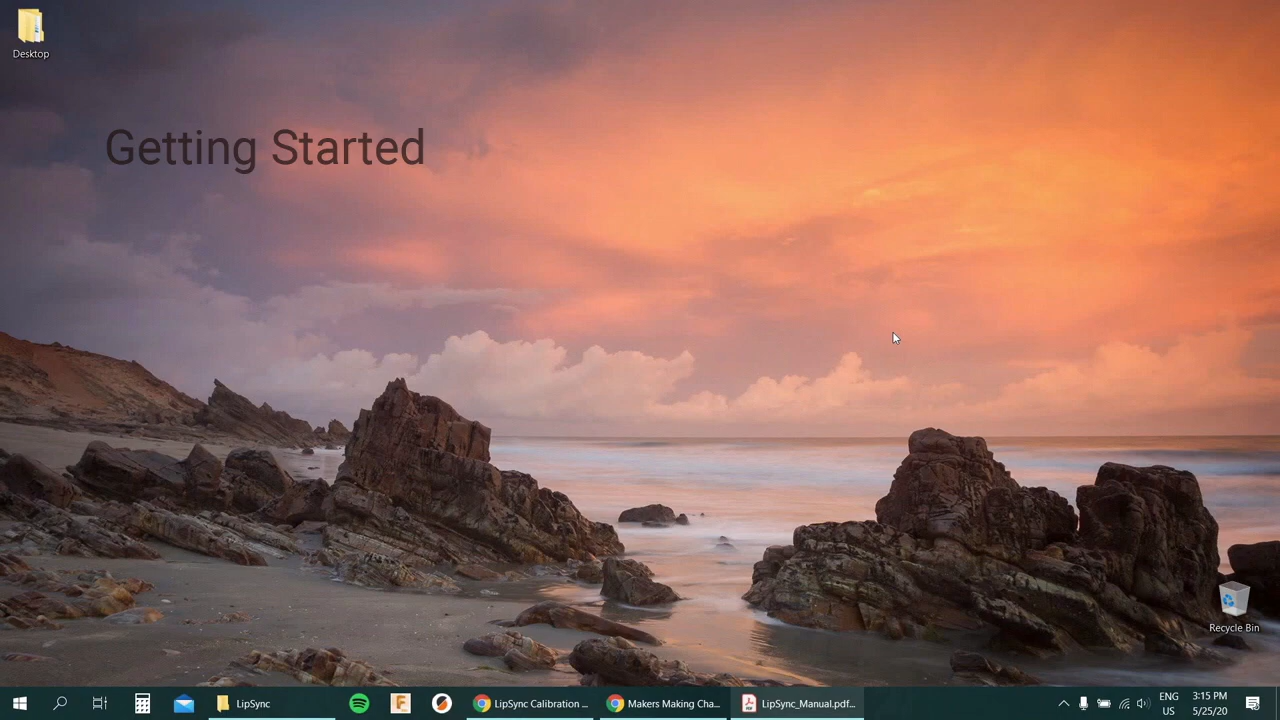 Desktop
Getting Started
Recycle Bin
LipSync
LipSync Calibration ...
Makers Making Cha...
LipSync_Manual.pdf...
ENG
US
3:15 PM
5/25/20